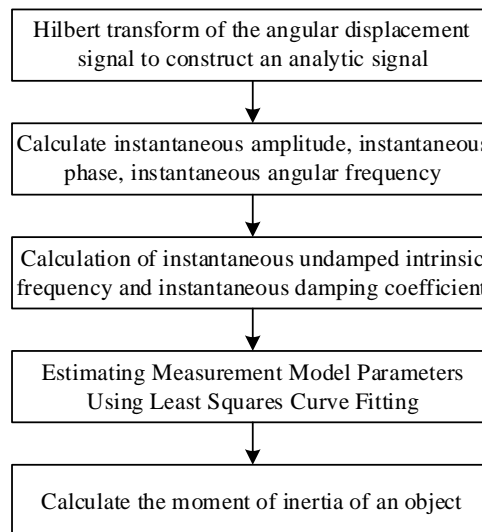 Hilbert transform of the angular displacement
signal to construct an analytic signal
Calculate instantaneous amplitude, instantaneous
phase, instantaneous angular frequency
Calculation of instantaneous undamped intrinsic
frequency and instantaneous damping coefficient
Estimating Measurement Model Parameters
Using Least Squares Curve Fitting
Calculate the moment of inertia of an object